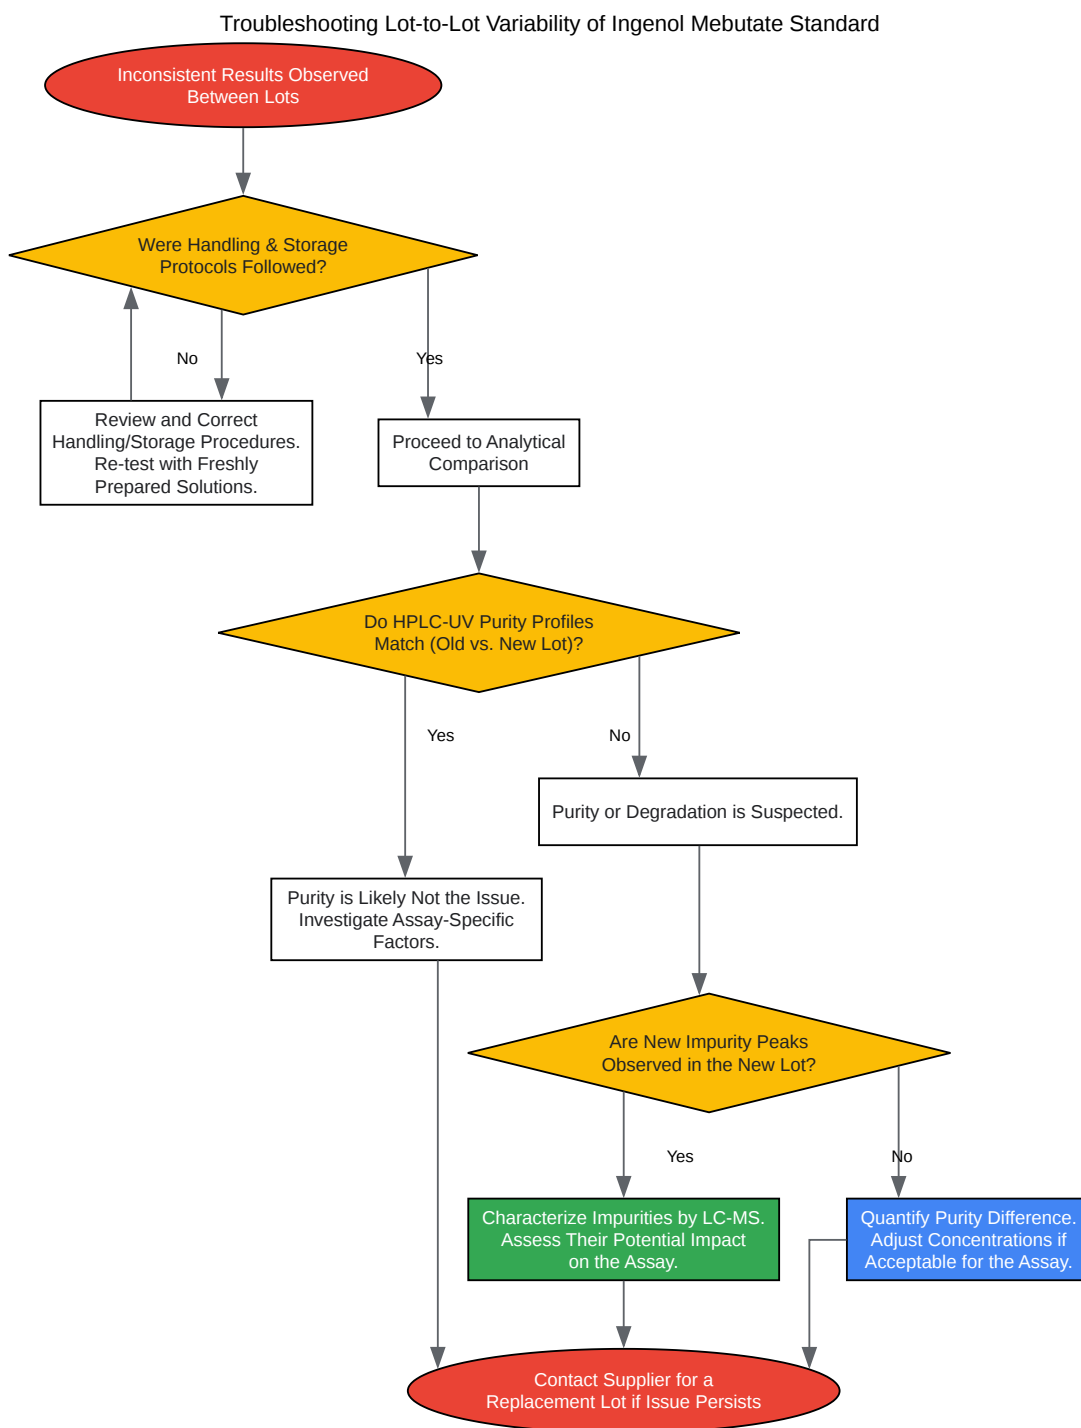 Troubleshooting Lot-to-Lot Variability of Ingenol Mebutate Standard
Inconsistent Results Observed
Between Lots
Were Handling & Storage
Protocols Followed?
No
Yes
Review and Correct
Handling/Storage Procedures.
Re-test with Freshly
Prepared Solutions.
Proceed to Analytical
Comparison
Do HPLC-UV Purity Profiles
Match (Old vs. New Lot)?
Yes
No
Purity or Degradation is Suspected.
Purity is Likely Not the Issue.
Investigate Assay-Specific
Factors.
Are New Impurity Peaks
Observed in the New Lot?
Yes
No
Characterize Impurities by LC-MS.
Assess Their Potential Impact
on the Assay.
Quantify Purity Difference.
Adjust Concentrations if
Acceptable for the Assay.
Contact Supplier for a
Replacement Lot if Issue Persists